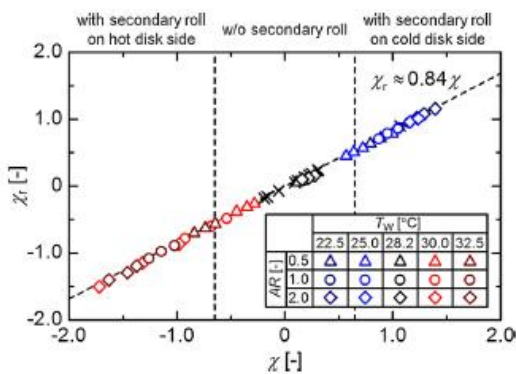 with secondary roll
on hot disk side
w/o secondary roll
with secondary roll
on cold disk side
2.0
1.0
0
-1.0
-2.0
χr [-]
χr ≈ 0.84 χ
TW [°C]
22.5 25.0 28.2 30.0 32.5
AR [-]
0.5
1.0
2.0
-2.0 -1.0 0 1.0 2.0
χ [-]